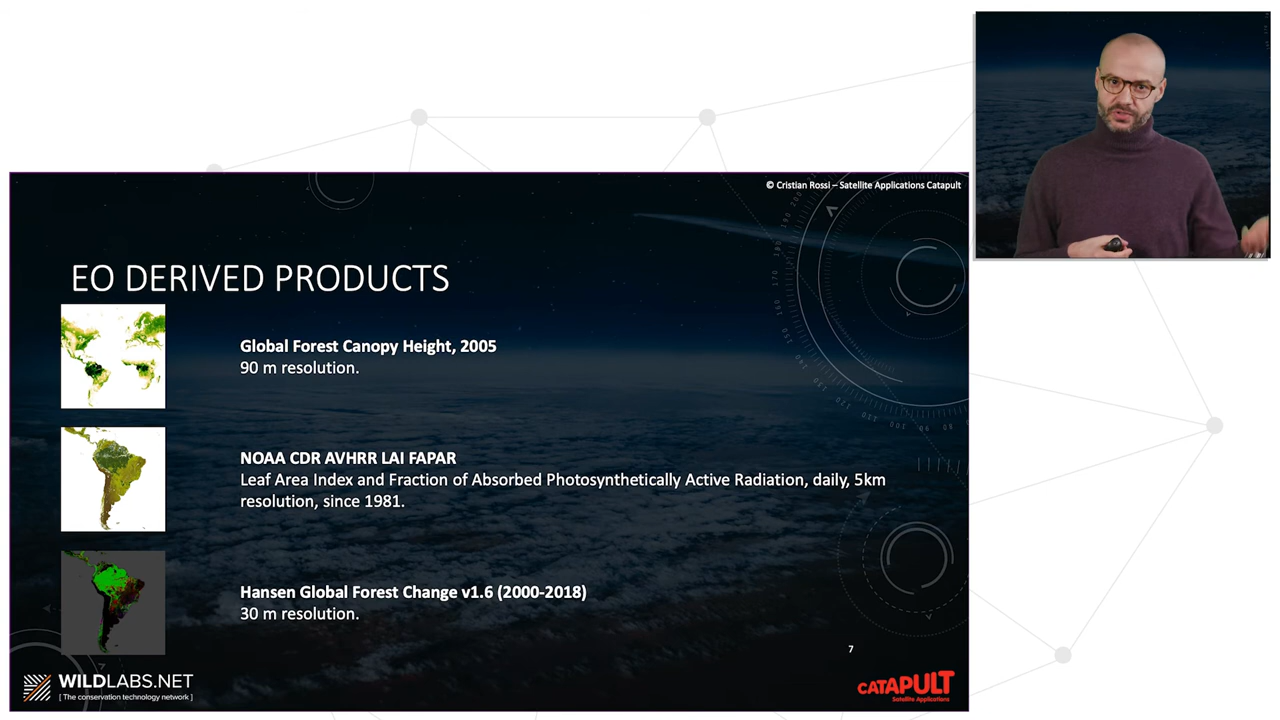 © Cristian Rossi – Satellite Applications Catapult
EO DERIVED PRODUCTS
Global Forest Canopy Height, 2005
90 m resolution.
NOAA CDR AVHRR LAI FAPAR
Leaf Area Index and Fraction of Absorbed Photosynthetically Active Radiation, daily, 5km
resolution, since 1981.
Hansen Global Forest Change v1.6 (2000-2018)
30 m resolution.
7
WILDLABS.NET
[ The conservation technology network ]
CATAPULT
Satellite Applications